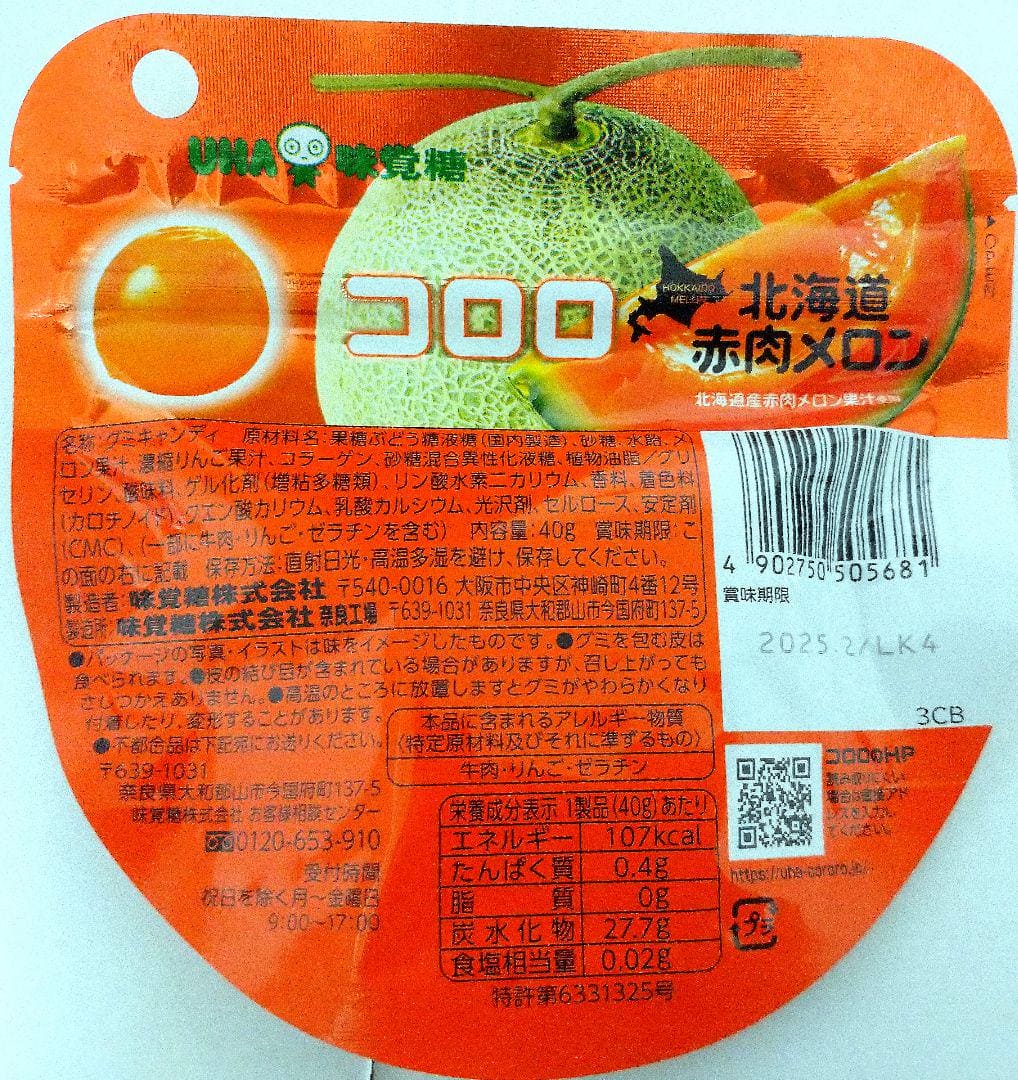 UHA 味覚糖
コロロ
HOKKAIDO
MELON
北海道
赤肉メロン
北海道産赤肉メロン果汁
名称:グミキャンディ 原材料名:果糖ぶどう糖液糖(国内製造)、砂糖、水飴、メ
ロン果汁、濃縮りんご果汁、コラーゲン、砂糖混合異性化液糖、植物油脂/グリ
セリン、酸味料、ゲル化剤(増粘多糖類)、リン酸水素二カリウム、香料、着色料
(カロチノイド)、クエン酸カリウム、乳酸カルシウム、光沢剤、セルロース、安定剤
(CMC)、(一部に牛肉・りんご・ゼラチンを含む) 内容量:40g 賞味期限:こ
の面の右に記載 保存方法:直射日光・高温多湿を避け、保存してください。
製造者:味覚糖株式会社 〒540-0016 大阪市中央区神崎町4番12号
製造所:味覚糖株式会社 奈良工場 〒639-1031 奈良県大和郡山市今国府町137-5
●パッケージの写真・イラストは味をイメージしたものです。●グミを包む皮は
食べられます。●皮の結び目が含まれている場合がありますが、召し上がっても
さしつかえありません。●高温のところに放置しますとグミがやわらかくなり
付着したり、変形することがあります。
●不都合品は下記宛にお送りください。
〒639-1031
奈良県大和郡山市今国府町137-5
味覚糖株式会社 お客様相談センター
0120-653-910
受付時間
祝日を除く月〜金曜日
9:00〜17:00
本品に含まれるアレルギー物質
〈特定原材料及びそれに準ずるもの〉
牛肉・りんご・ゼラチン
栄養成分表示 1製品(40g)あたり
エネルギー 107kcal
たんぱく質 0.4g
脂質 0g
炭水化物 27.7g
食塩相当量 0.02g
特許第6331325号
4 902750 505681
賞味期限
2025.2/LK4
3CB
コロロのHP
読み取りにくい
場合は直接アド
レスを入力し
てください。
https://uha-cororo.jp/
プラ